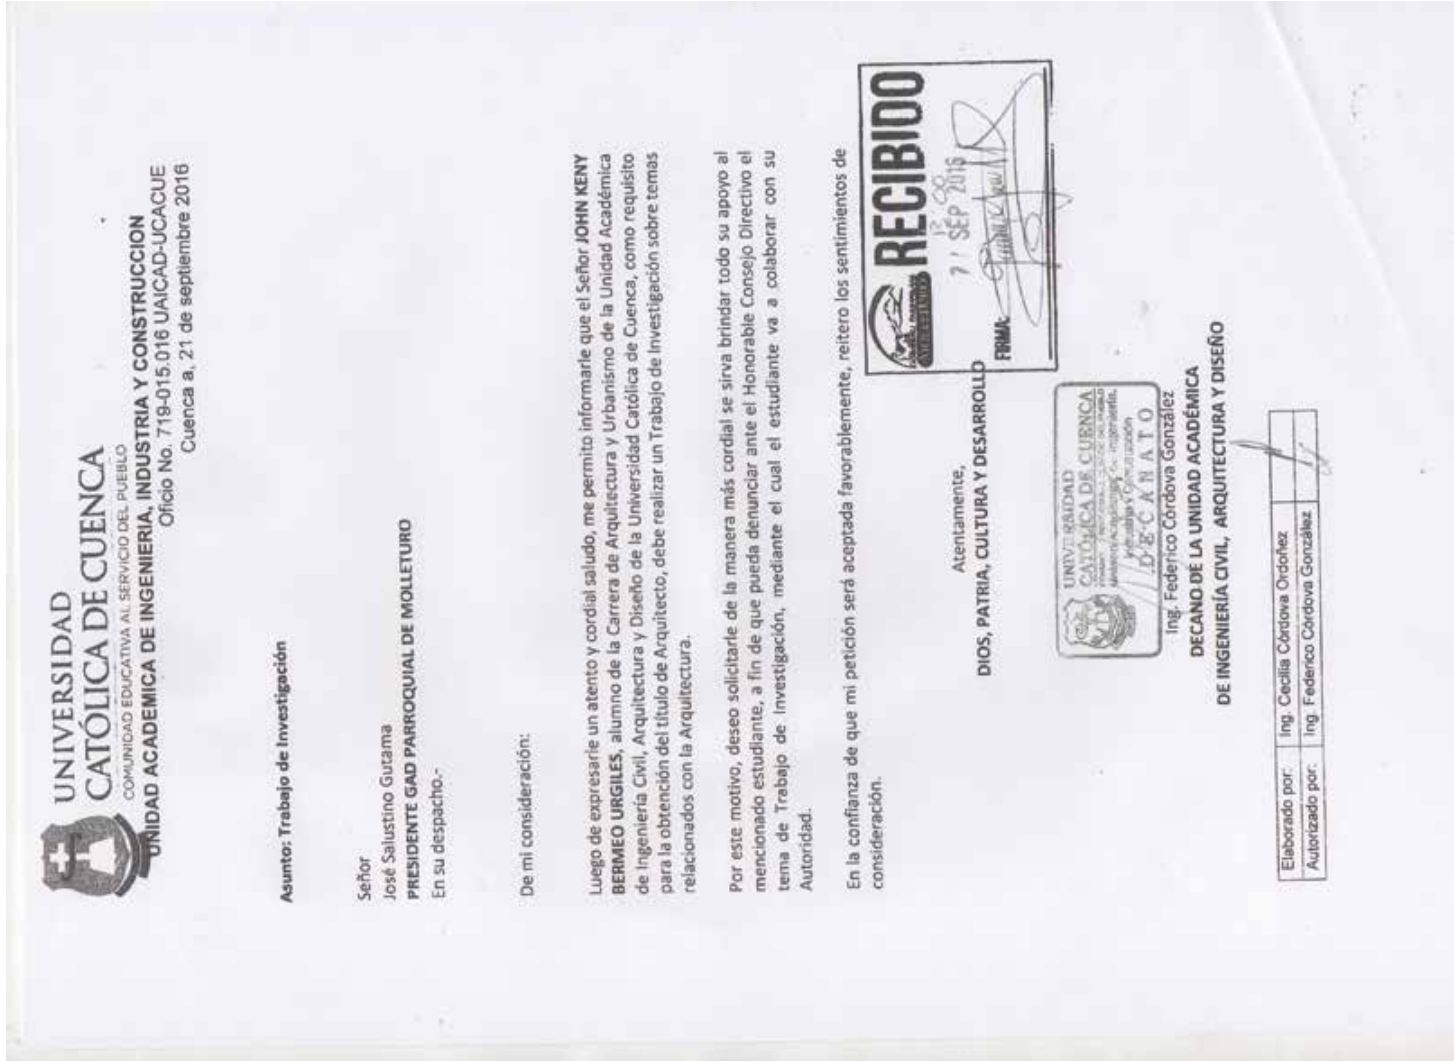 UNIVERSIDAD
CATÓLICA DE CUENCA
COMUNIDAD EDUCATIVA AL SERVICIO DEL PUEBLO
UNIDAD ACADEMICA DE INGENIERIA, INDUSTRIA Y CONSTRUCCION
Oficio No. 719-015.016 UAICAD-UCACUE
Cuenca a, 21 de septiembre 2016
Asunto: Trabajo de Investigación
Señor
José Salustino Gutama
PRESIDENTE GAD PARROQUIAL DE MOLLETURO
En su despacho.-
De mi consideración:
Luego de expresarle un atento y cordial saludo, me permito informarle que el Señor JOHN KENY
BERMEO URGILES, alumno de la Carrera de Arquitectura y Urbanismo de la Unidad Académica
de Ingeniería Civil, Arquitectura y Diseño de la Universidad Católica de Cuenca, como requisito
para la obtención del título de Arquitecto, debe realizar un Trabajo de Investigación sobre temas
relacionados con la Arquitectura.
Por este motivo, deseo solicitarle de la manera más cordial se sirva brindar todo su apoyo al
mencionado estudiante, a fin de que pueda denunciar ante el Honorable Consejo Directivo el
tema de Trabajo de Investigación, mediante el cual el estudiante va a colaborar con su
Autoridad.
En la confianza de que mi petición será aceptada favorablemente, reitero los sentimientos de
consideración.
RECIBIDO
21 SEP 2016
FIRMA:
Atentamente,
DIOS, PATRIA, CULTURA Y DESARROLLO
UNIVERSIDAD
CATÓLICA DE CUENCA
DECANATO
Ing. Federico Córdova González
DECANO DE LA UNIDAD ACADÉMICA
DE INGENIERÍA CIVIL, ARQUITECTURA Y DISEÑO
Elaborado por: Ing. Cecilia Córdova Ordoñez
Autorizado por: Ing. Federico Córdova González